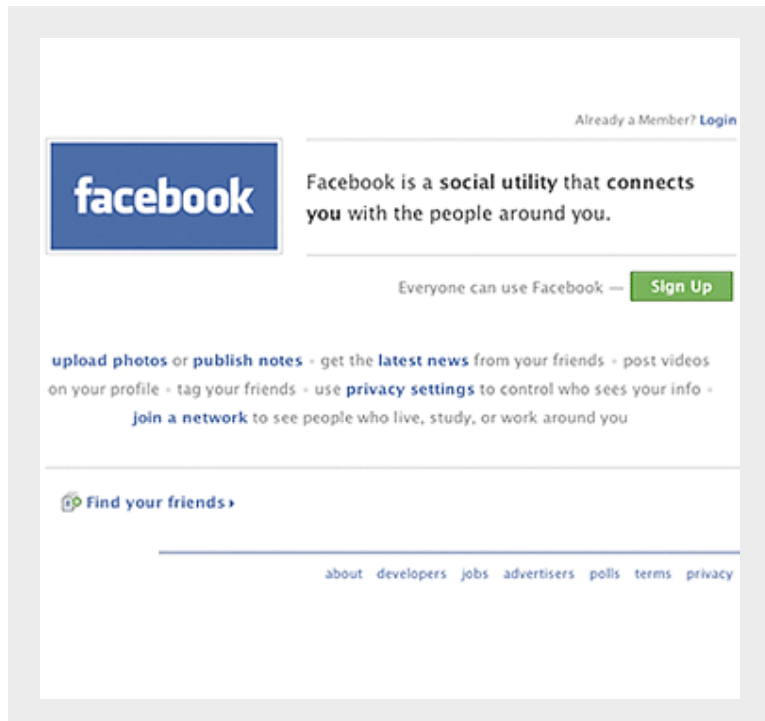 Already a Member? Login
facebook
Facebook is a social utility that connects
you with the people around you.
Everyone can use Facebook — Sign Up
upload photos or publish notes • get the latest news from your friends • post videos
on your profile • tag your friends • use privacy settings to control who sees your info •
join a network to see people who live, study, or work around you
Find your friends ▸
about developers jobs advertisers polls terms privacy